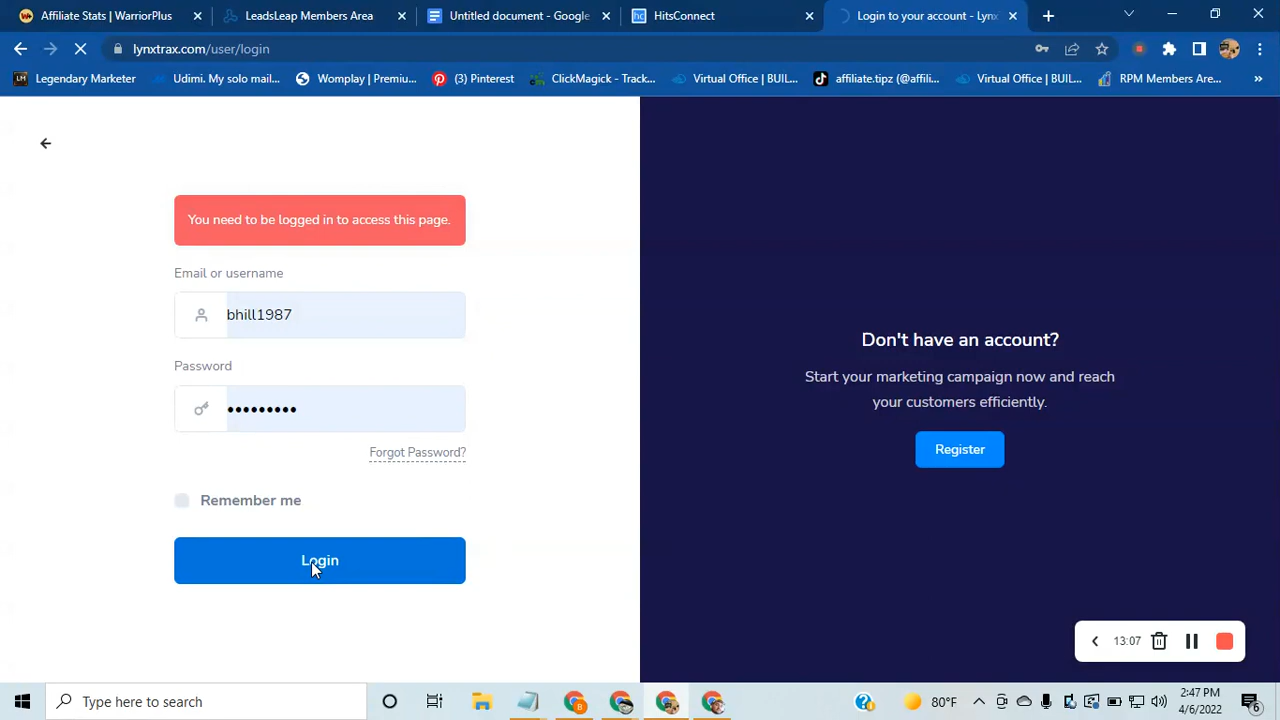 Affiliate Stats | WarriorPlus
LeadsLeap Members Area
Untitled document - Google
HitsConnect
Login to your account - Lynx
lynxtrax.com/user/login
Legendary Marketer
Udimi. My solo mail...
Womplay | Premiu...
(3) Pinterest
ClickMagick - Track...
Virtual Office | BUIL...
affiliate.tipz (@affili...
Virtual Office | BUIL...
RPM Members Are...
»
You need to be logged in to access this page.
Email or username
bhill1987
Password
•••••••••
Forgot Password?
Remember me
Login
Don't have an account?
Start your marketing campaign now and reach
your customers efficiently.
Register
13:07
Type here to search
80°F
2:47 PM
4/6/2022
6